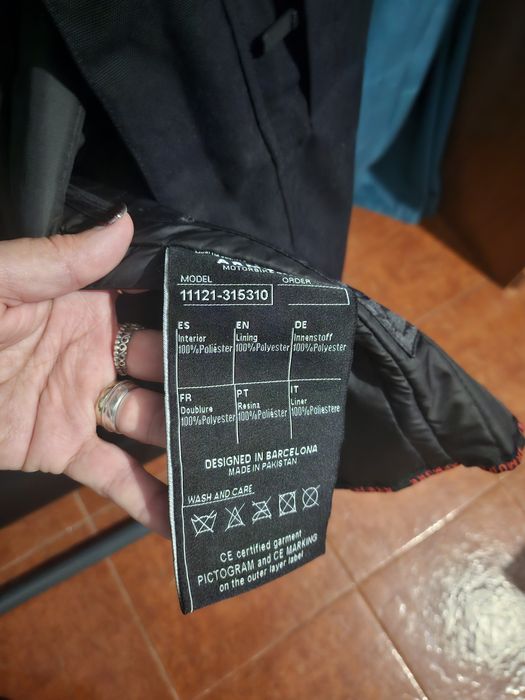 MOTORBIKE
MODEL ORDER
11121-315310
ES EN DE
Interior Lining Innenstoff
100%Poliéster 100%Polyester 100%Polyester
FR PT IT
Doublure Resina Liner
100%Polyester 100%Poliéster 100%Poliestere
DESIGNED IN BARCELONA
MADE IN PAKISTAN
WASH AND CARE
CE certified garment
PICTOGRAM and CE MARKING
on the outer layer label